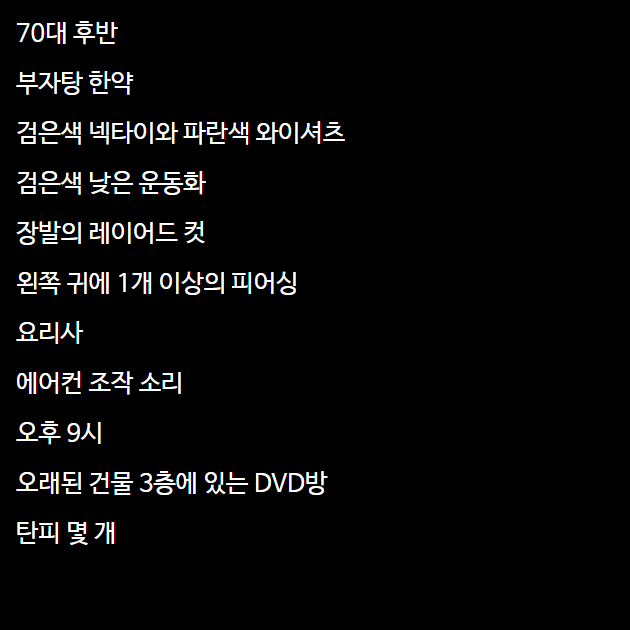 70대 후반
부자탕 한약
검은색 넥타이와 파란색 와이셔츠
검은색 낮은 운동화
장발의 레이어드 컷
왼쪽 귀에 1개 이상의 피어싱
요리사
에어컨 조작 소리
오후 9시
오래된 건물 3층에 있는 DVD방
탄피 몇 개